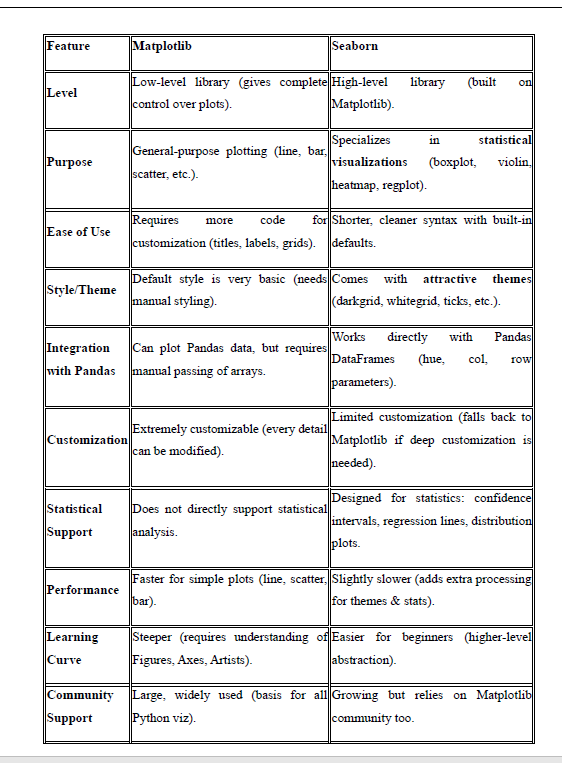 Feature Matplotlib Seaborn
Level
Low-level library (gives complete
control over plots).
High-level library (built on
Matplotlib).
Purpose
General-purpose plotting (line, bar,
scatter, etc.).
Specializes in statistical
visualizations (boxplot, violin,
heatmap, regplot).
Ease of Use
Requires more code for
customization (titles, labels, grids).
Shorter, cleaner syntax with built-in
defaults.
Style/Theme
Default style is very basic (needs
manual styling).
Comes with attractive themes
(darkgrid, whitegrid, ticks, etc.).
Integration
with Pandas
Can plot Pandas data, but requires
manual passing of arrays.
Works directly with Pandas
DataFrames (hue, col, row
parameters).
Customization
Extremely customizable (every detail
can be modified).
Limited customization (falls back to
Matplotlib if deep customization is
needed).
Statistical
Support
Does not directly support statistical
analysis.
Designed for statistics: confidence
intervals, regression lines, distribution
plots.
Performance
Faster for simple plots (line, scatter,
bar).
Slightly slower (adds extra processing
for themes & stats).
Learning
Curve
Steeper (requires understanding of
Figures, Axes, Artists).
Easier for beginners (higher-level
abstraction).
Community
Support
Large, widely used (basis for all
Python viz).
Growing but relies on Matplotlib
community too.